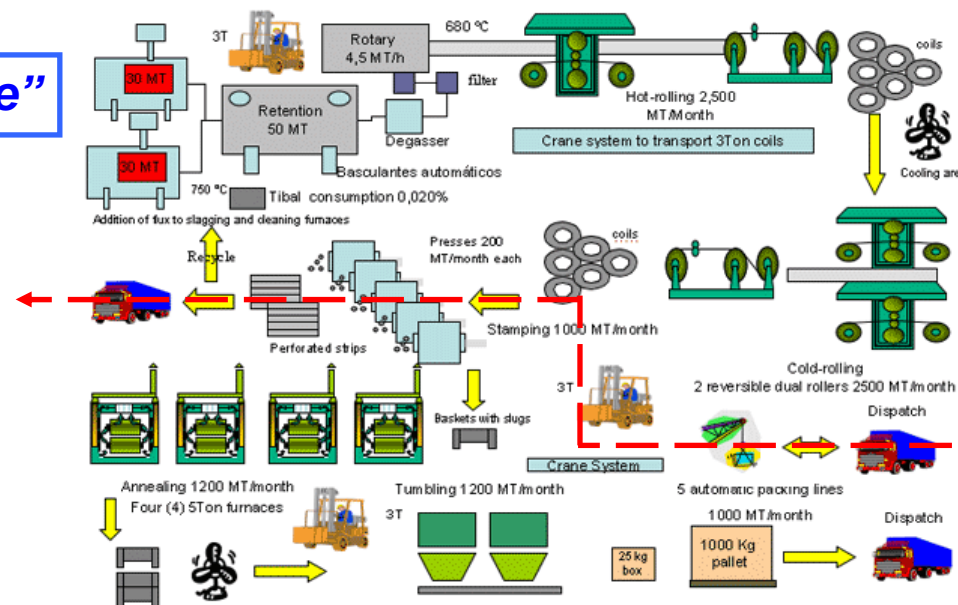 e”
30 MT
30 MT
3T
Rotary
4,5 MT/h
680 ºC
filter
Retention
50 MT
Degasser
Basculantes automáticos
750 ºC
Tibal consumption 0,020%
Addition of flux to slagging and cleaning furnaces
Hot-rolling 2,500
MT/Month
Crane system to transport 3Ton coils
coils
Cooling are
Recycle
Presses 200
MT/month each
coils
Stamping 1000 MT/month
Perforated strips
Baskets with slugs
3T
Crane System
Cold-rolling
2 reversible dual rollers 2500 MT/month
Dispatch
Annealing 1200 MT/month
Four (4) 5Ton furnaces
Tumbling 1200 MT/month
3T
5 automatic packing lines
1000 MT/month
25 kg
box
1000 Kg
pallet
Dispatch